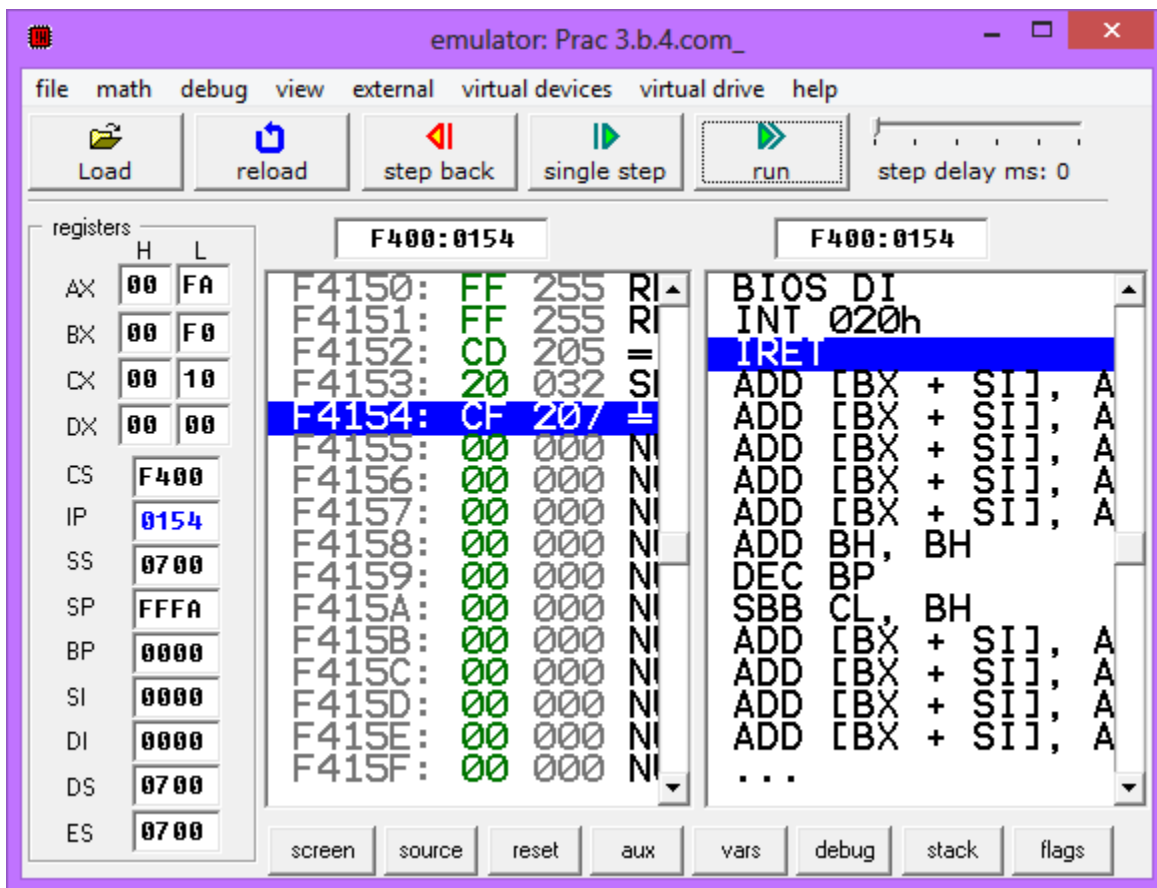 emulator: Prac 3.b.4.com_
file math debug view external virtual devices virtual drive help
Load reload step back single step run step delay ms: 0
registers
H L
F400:0154
F400:0154
AX 00 FA
BX 00 F0
CX 00 10
DX 00 00
CS F400
IP 0154
SS 0700
SP FFFA
BP 0000
SI 0000
DI 0000
DS 0700
ES 0700
F4150: FF 255
F4151: FF 255
F4152: CD 205 =
F4153: 20 032
F4154: CF 207 ╧
F4155: 00 000
F4156: 00 000
F4157: 00 000
F4158: 00 000
F4159: 00 000
F415A: 00 000
F415B: 00 000
F415C: 00 000
F415D: 00 000
F415E: 00 000
F415F: 00 000
BIOS DI
INT 020h
IRET
ADD [BX + SI], A
ADD [BX + SI], A
ADD [BX + SI], A
ADD [BX + SI], A
ADD [BX + SI], A
ADD BH, BH
DEC BP
SBB CL, BH
ADD [BX + SI], A
ADD [BX + SI], A
ADD [BX + SI], A
ADD [BX + SI], A
...
screen source reset aux vars debug stack flags